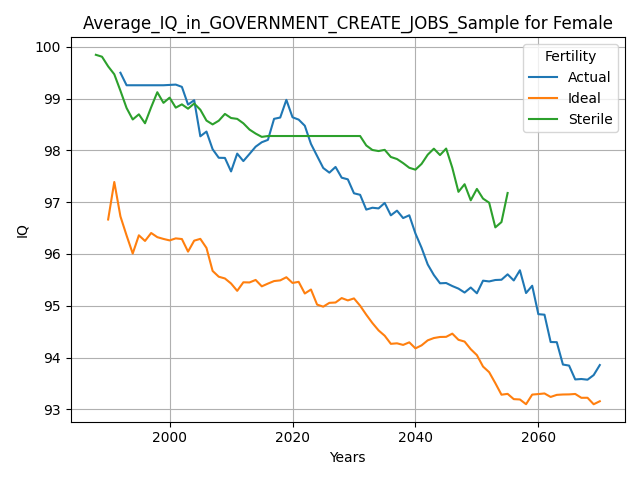 Average_IQ_in_GOVERNMENT_CREATE_JOBS_Sample for Female
Fertility
Actual
Ideal
Sterile
IQ
100
99
98
97
96
95
94
93
2000 2020 2040 2060
Years